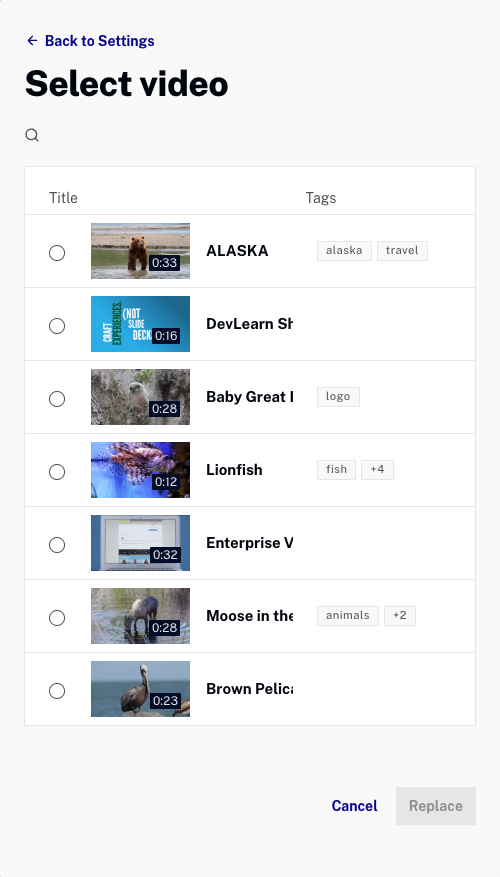 Back to Settings
Select video
Title Tags
0:33 ALASKA alaska travel
CRAFT EXPERIENCES. (NOT SLIDE DECKS 0:16 DevLearn Sh
0:28 Baby Great logo
0:12 Lionfish fish +4
0:32 Enterprise V
0:28 Moose in the animals +2
0:23 Brown Pelica
Cancel Replace